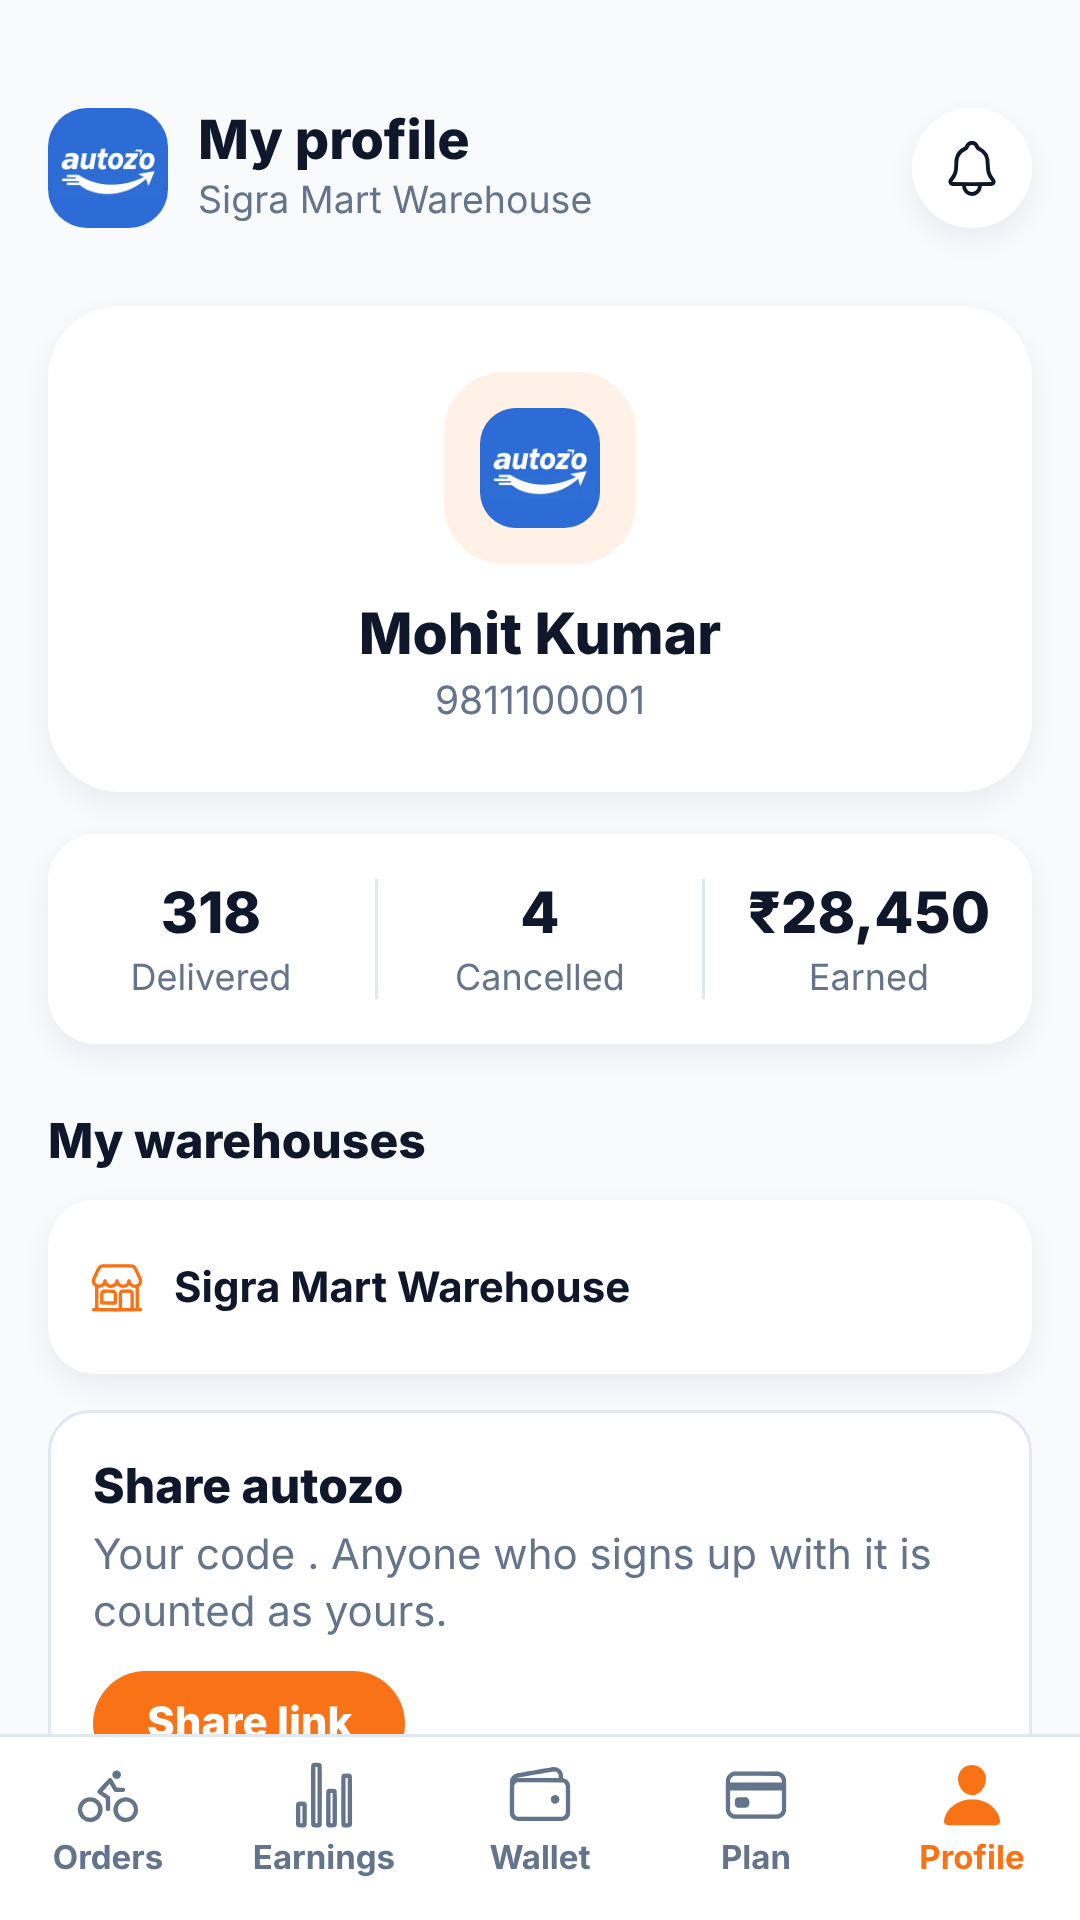 autozo
My profile
Sigra Mart Warehouse
autozo
Mohit Kumar
9811100001
318
4
₹28,450
Delivered
Cancelled
Earned
My warehouses
Sigra Mart Warehouse
Share autozo
Your code . Anyone who signs up with it is
counted as yours.
Share link
Orders
Earnings
Wallet
Plan
Profile